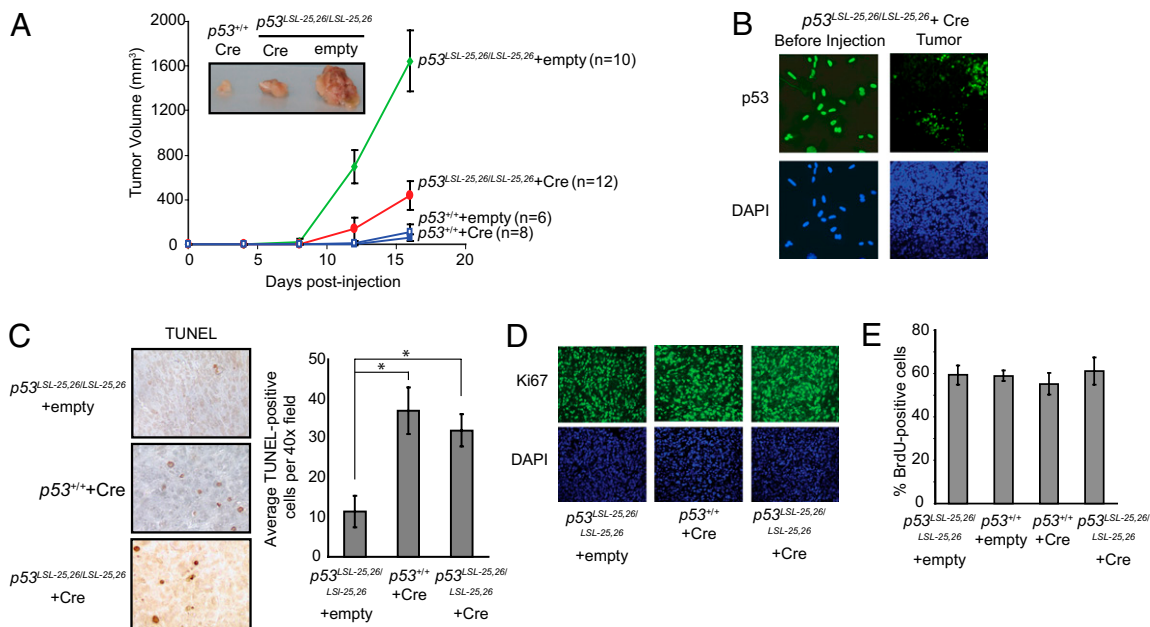 A
p53+/+
Cre
p53LSL-25,26/LSL-25,26
Cre
empty
Tumor Volume (mm3)
2000
1600
1200
800
400
0
0
5
10
15
20
Days post-injection
p53LSL-25,26/LSL-25,26+empty (n=10)
p53LSL-25,26/LSL-25,26+Cre (n=12)
p53+/++empty (n=6)
p53+/++Cre (n=8)
B
p53LSL-25,26/LSL-25,26+ Cre
Before Injection
Tumor
p53
DAPI
C
TUNEL
p53LSL-25,26/LSL-25,26
+empty
p53+/++Cre
p53LSL-25,26/LSL-25,26
+Cre
Average TUNEL-positive
cells per 40x field
50
40
30
20
10
0
*
*
p53LSL-25,26/
LSl-25,26
+empty
p53+/+
+Cre
p53LSL-25,26/
LSL-25,26
+Cre
D
Ki67
DAPI
p53LSL-25,26/
LSL-25,26
+empty
p53+/+
+Cre
p53LSL-25,26/
LSL-25,26
+Cre
E
% BrdU-positive cells
80
60
40
20
0
p53LSL-25,26/
LSL-25,26
+empty
p53+/+
+empty
p53+/+
+Cre
p53LSL-25,26/
LSL-25,26
+Cre